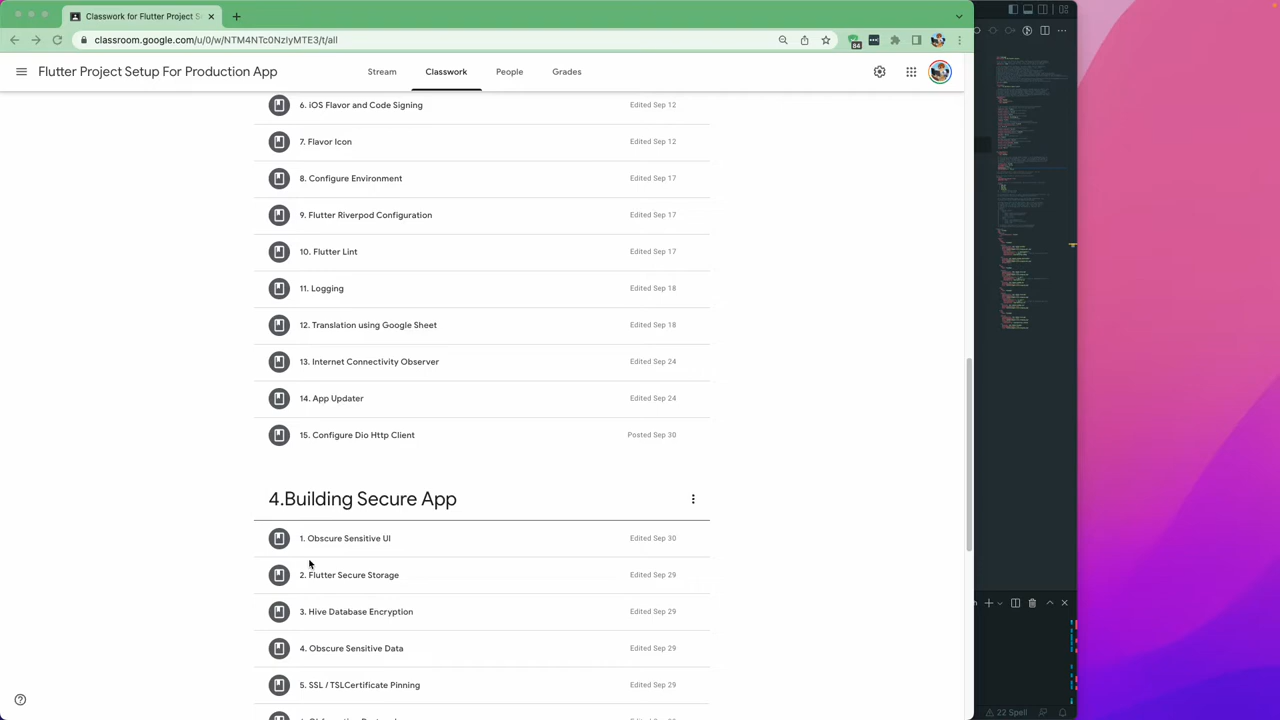 Classwork for Flutter Project S
classroom.google.com/u/0/w/NTM4NTc0NzIyMTE3/t/all
84
Flutter Project Setup For Production App
Stream
Classwork
People
Grades
6. iOS Flavor and Code Signing
Edited Sep 12
7. Flavor Icon
Edited Sep 12
8. Configure Environment
Edited Sep 17
9. Flutter Riverpod Configuration
Edited Sep 17
10. Flutter Lint
Edited Sep 17
11. Logging
Edited Sep 18
12. Translation using Google Sheet
Edited Sep 18
13. Internet Connectivity Observer
Edited Sep 24
14. App Updater
Edited Sep 24
15. Configure Dio Http Client
Posted Sep 30
4.Building Secure App
1. Obscure Sensitive UI
Edited Sep 30
2. Flutter Secure Storage
Edited Sep 29
3. Hive Database Encryption
Edited Sep 29
4. Obscure Sensitive Data
Edited Sep 29
5. SSL / TSLCertificate Pinning
Edited Sep 29
22 Spell